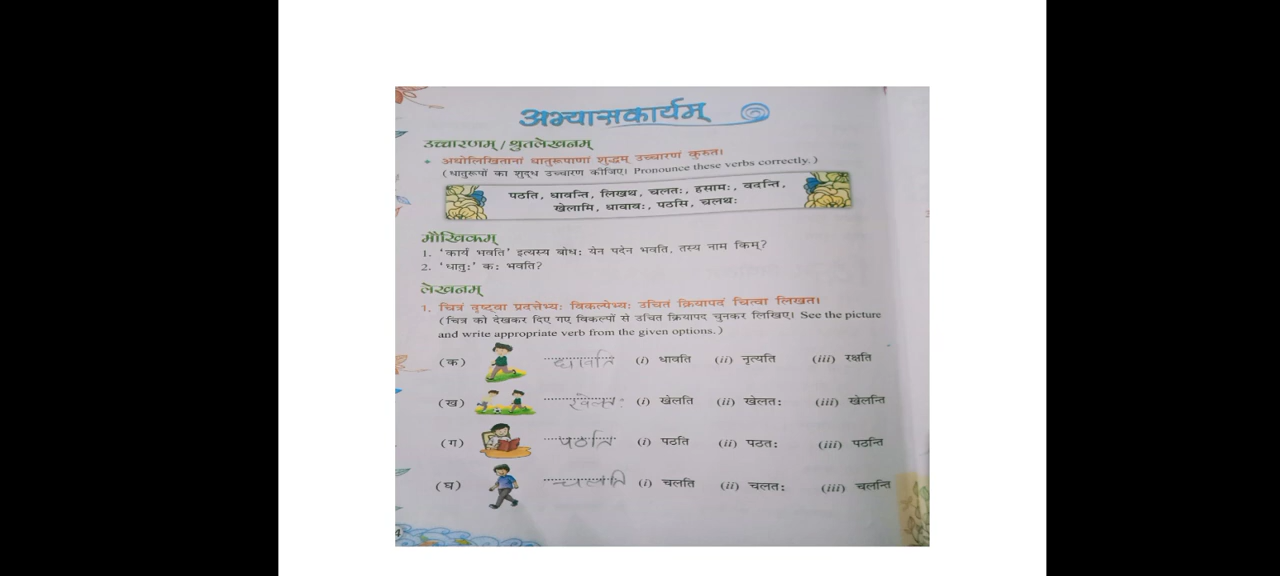 अभ्यासकार्यम्
उच्चारणम् / श्रुतलेखनम्
• अधोलिखितानां धातुरूपाणां शुद्धम् उच्चारणं कुरुत।
(धातुरूपों का शुद्ध उच्चारण कीजिए। Pronounce these verbs correctly.)
पठति, धावन्ति, लिखथ, चलतः, हसामः, वदन्ति,
खेलामि, धावावः, पठसि, चलथः
मौखिकम्
1. 'कार्यं भवति' इत्यस्य बोधः येन पदेन भवति, तस्य नाम किम्?
2. 'धातुः' कः भवति?
लेखनम्
1. चित्रं दृष्ट्वा प्रदत्तेभ्यः विकल्पेभ्यः उचितं क्रियापदं चित्वा लिखत।
(चित्र को देखकर दिए गए विकल्पों से उचित क्रियापद चुनकर लिखिए। See the picture
and write appropriate verb from the given options.)
(क) धावति (i) धावति (ii) नृत्यति (iii) रक्षति
(ख) खेलतः (i) खेलति (ii) खेलतः (iii) खेलन्ति
(ग) पठति (i) पठति (ii) पठतः (iii) पठन्ति
(घ) चलति (i) चलति (ii) चलतः (iii) चलन्ति
4